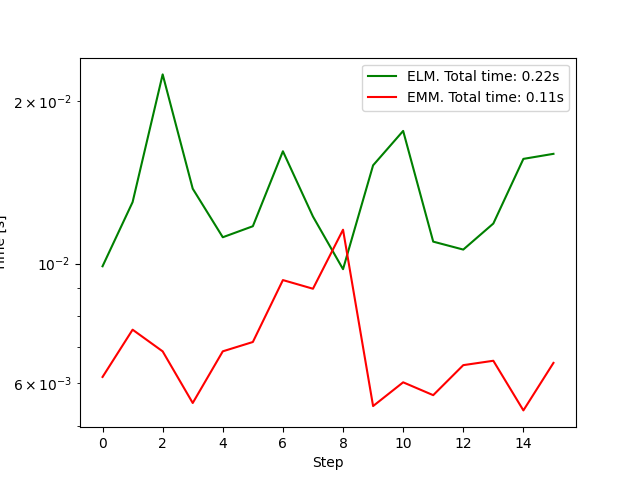 ELM. Total time: 0.22s
EMM. Total time: 0.11s
2 × 10⁻²
10⁻²
6 × 10⁻³
0 2 4 6 8 10 12 14
Step